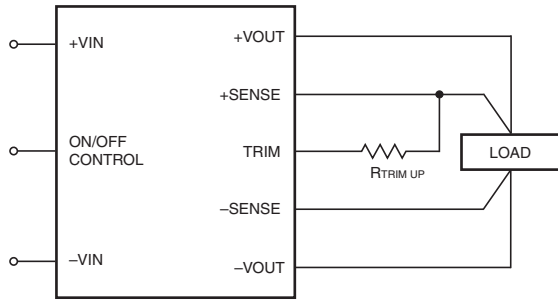 +VIN
+VOUT
+SENSE
ON/OFF
CONTROL
TRIM
LOAD
RTRIM UP
–SENSE
–VIN
–VOUT